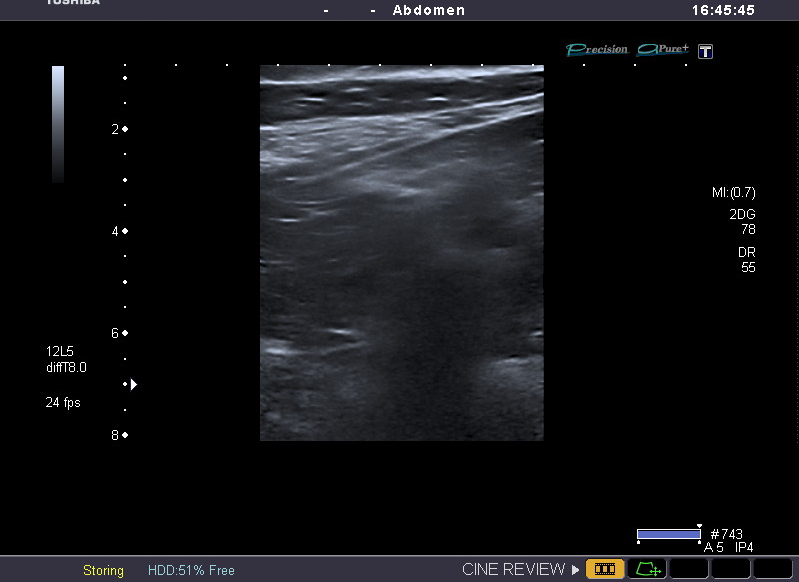 TOSHIBA
- - Abdomen 16:45:45
Precision APure+ T
2
MI:(0.7)
2DG
78
4
DR
55
6
12L5
diffT8.0
24 fps
8
#743
A 5 IP4
Storing HDD:51% Free CINE REVIEW